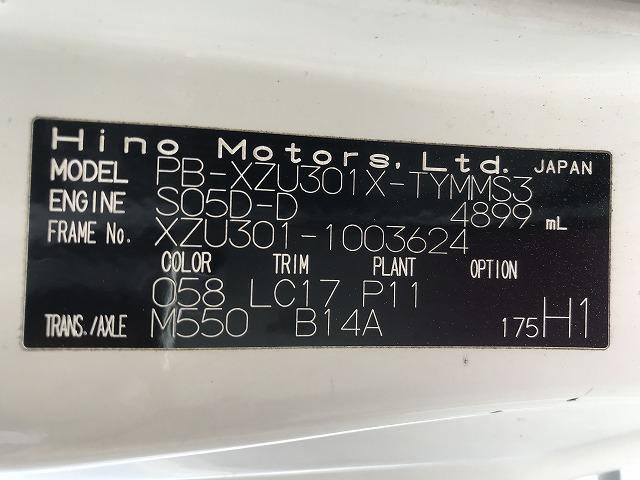 Hino Motors, Ltd. JAPAN
MODEL PB-XZU301X-TYMMS3
ENGINE S05D-D 4899 mL
FRAME No. XZU301-1003624
COLOR TRIM PLANT OPTION
058 LC17 P11
TRANS./AXLE M550 B14A 175H1